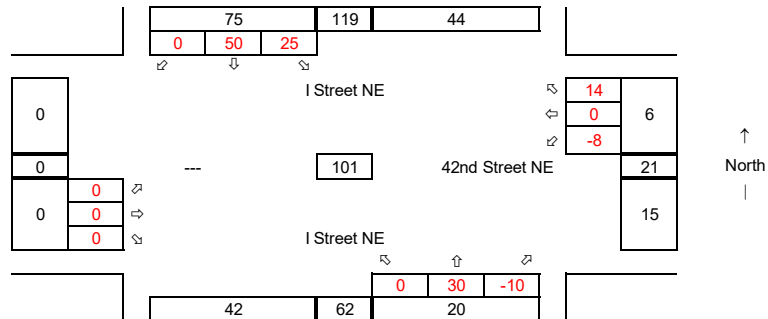 75 119 44
0 50 25
⬃ ⇩ ⬂
I Street NE
⬁ 14
0 ⇦ 0 6
⬃ -8
↑
0 --- 101 42nd Street NE 21 North
|
0 ⬀
0 0 ⇨ 15
0 ⬂
I Street NE
⬁ ⇧ ⬀
0 30 -10
42 62 20